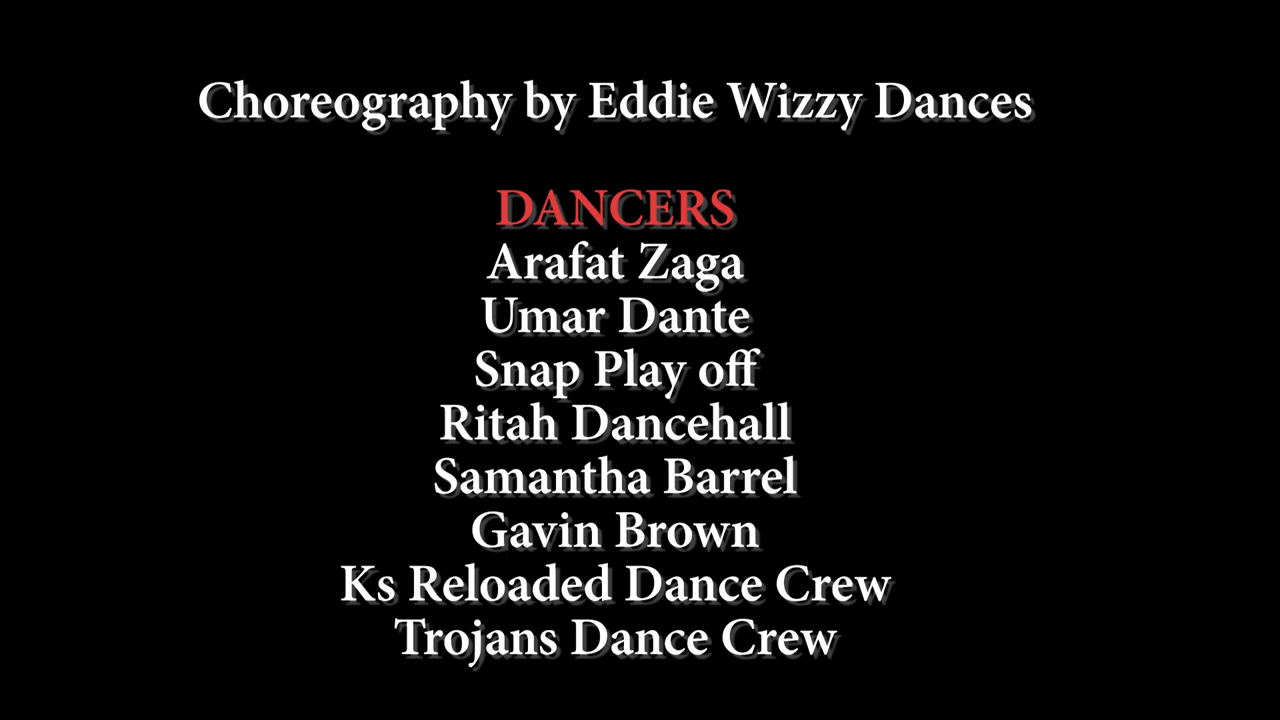 Choreography by Eddie Wizzy Dances
DANCERS
Arafat Zaga
Umar Dante
Snap Play off
Ritah Dancehall
Samantha Barrel
Gavin Brown
Ks Reloaded Dance Crew
Trojans Dance Crew